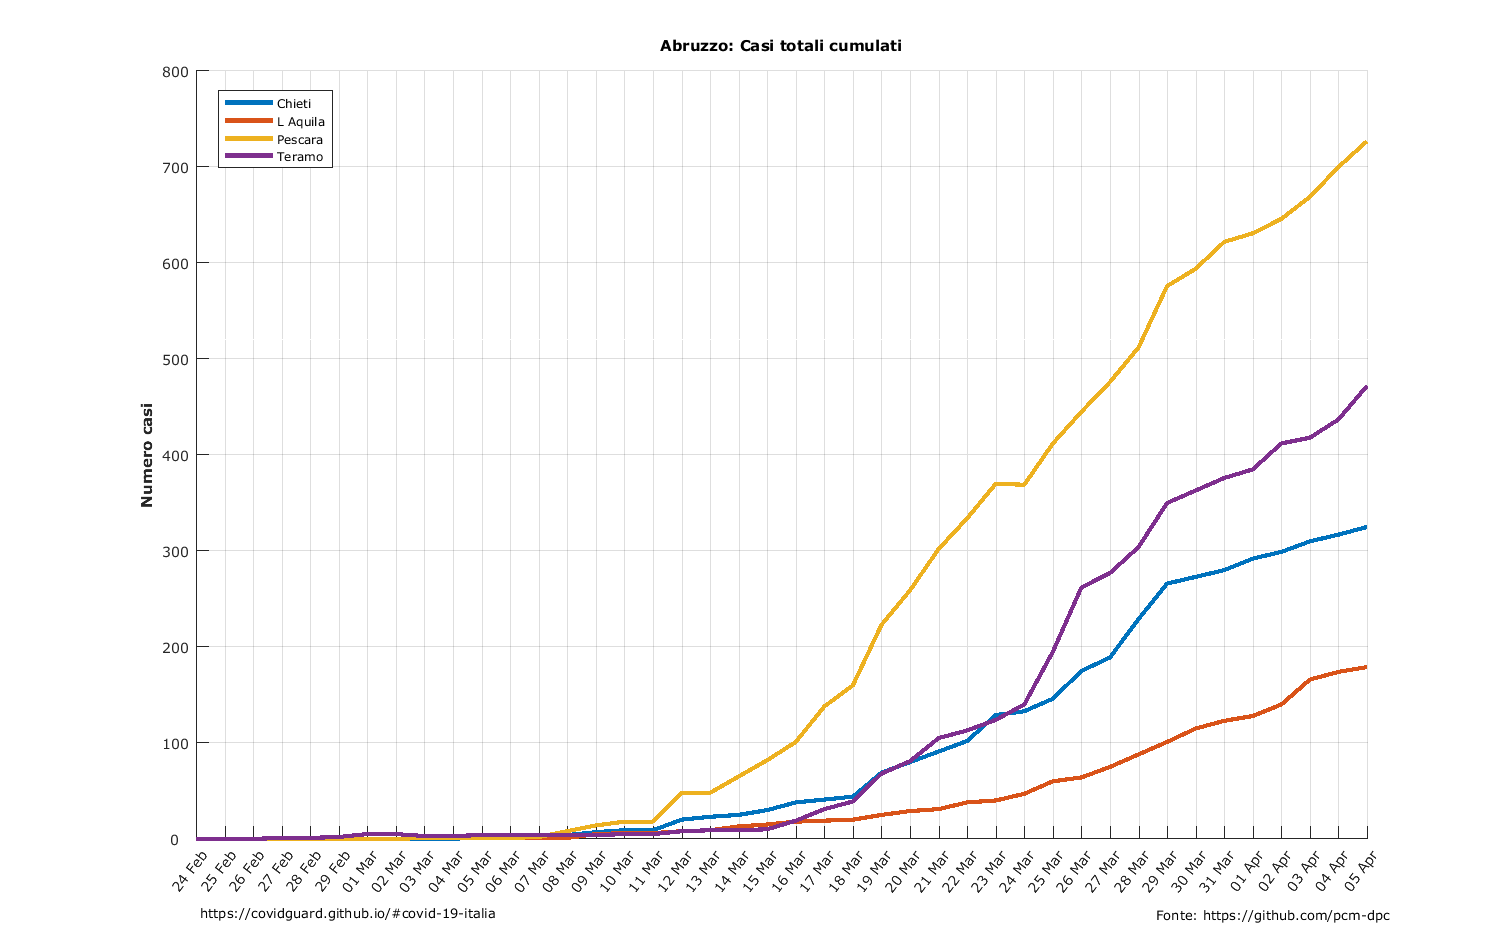 Abruzzo: Casi totali cumulati
800
700
600
500
400
300
200
100
0
Numero casi
Chieti
L Aquila
Pescara
Teramo
24 Feb
25 Feb
26 Feb
27 Feb
28 Feb
29 Feb
01 Mar
02 Mar
03 Mar
04 Mar
05 Mar
06 Mar
07 Mar
08 Mar
09 Mar
10 Mar
11 Mar
12 Mar
13 Mar
14 Mar
15 Mar
16 Mar
17 Mar
18 Mar
19 Mar
20 Mar
21 Mar
22 Mar
23 Mar
24 Mar
25 Mar
26 Mar
27 Mar
28 Mar
29 Mar
30 Mar
31 Mar
01 Apr
02 Apr
03 Apr
04 Apr
05 Apr
https://covidguard.github.io/#covid-19-italia
Fonte: https://github.com/pcm-dpc